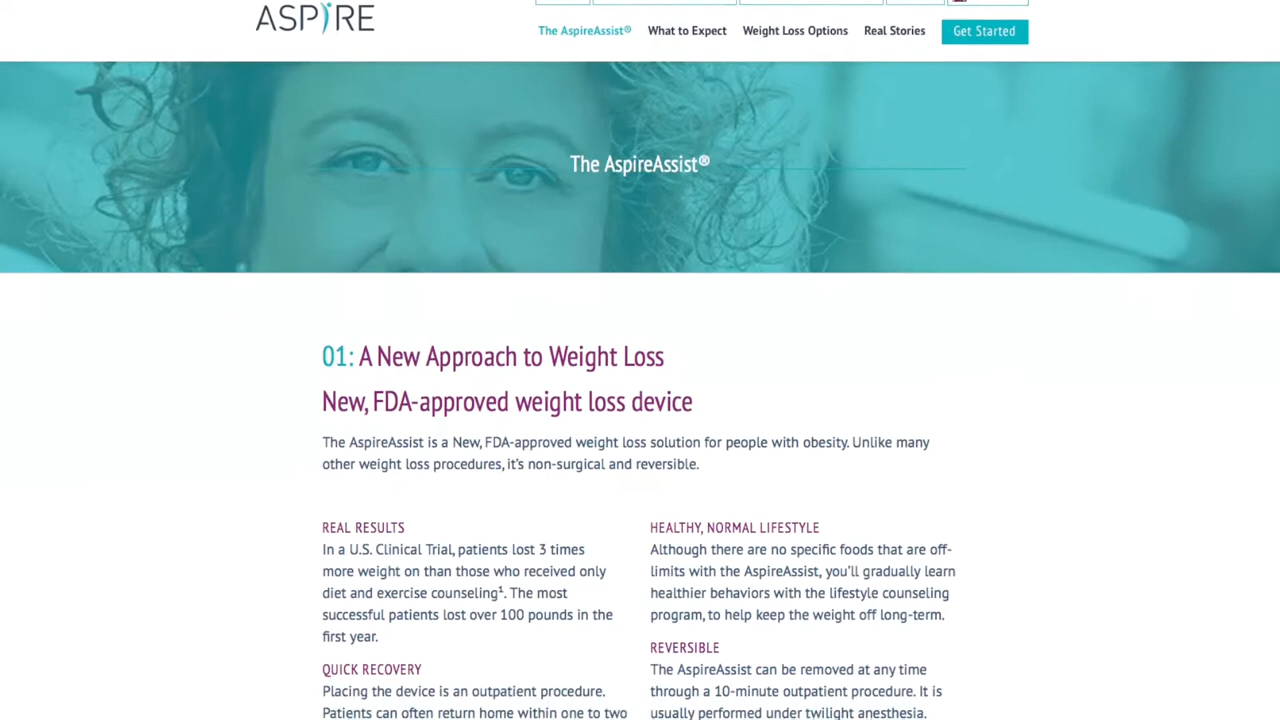 ASPIRE
The AspireAssist® What to Expect Weight Loss Options Real Stories Get Started
The AspireAssist®
01: A New Approach to Weight Loss
New, FDA-approved weight loss device
The AspireAssist is a New, FDA-approved weight loss solution for people with obesity. Unlike many
other weight loss procedures, it's non-surgical and reversible.
REAL RESULTS
In a U.S. Clinical Trial, patients lost 3 times
more weight on than those who received only
diet and exercise counseling¹. The most
successful patients lost over 100 pounds in the
first year.
QUICK RECOVERY
Placing the device is an outpatient procedure.
Patients can often return home within one to two
HEALTHY, NORMAL LIFESTYLE
Although there are no specific foods that are off-
limits with the AspireAssist, you'll gradually learn
healthier behaviors with the lifestyle counseling
program, to help keep the weight off long-term.
REVERSIBLE
The AspireAssist can be removed at any time
through a 10-minute outpatient procedure. It is
usually performed under twilight anesthesia.